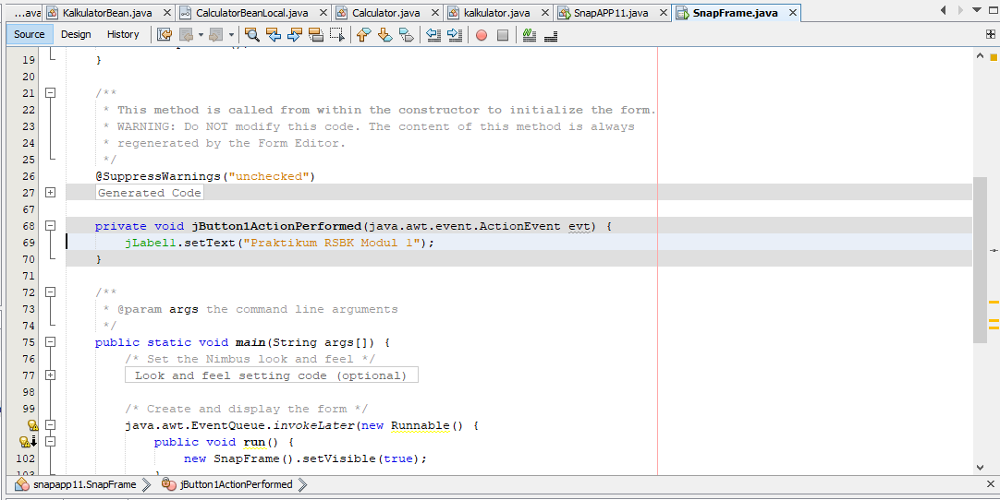 ...ava KalkulatorBean.java CalculatorBeanLocal.java Calculator.java kalkulator.java SnapAPP11.java SnapFrame.java
Source Design History
19 }
20
21 /**
22 * This method is called from within the constructor to initialize the form.
23 * WARNING: Do NOT modify this code. The content of this method is always
24 * regenerated by the Form Editor.
25 */
26 @SuppressWarnings("unchecked")
27 Generated Code
67
68 private void jButton1ActionPerformed(java.awt.event.ActionEvent evt) {
69 jLabel1.setText("Praktikum RSBK Modul 1");
70 }
71
72 /**
73 * @param args the command line arguments
74 */
75 public static void main(String args[]) {
76 /* Set the Nimbus look and feel */
77 Look and feel setting code (optional)
98
99 /* Create and display the form */
java.awt.EventQueue.invokeLater(new Runnable() {
public void run() {
102 new SnapFrame().setVisible(true);
snapapp11.SnapFrame jButton1ActionPerformed